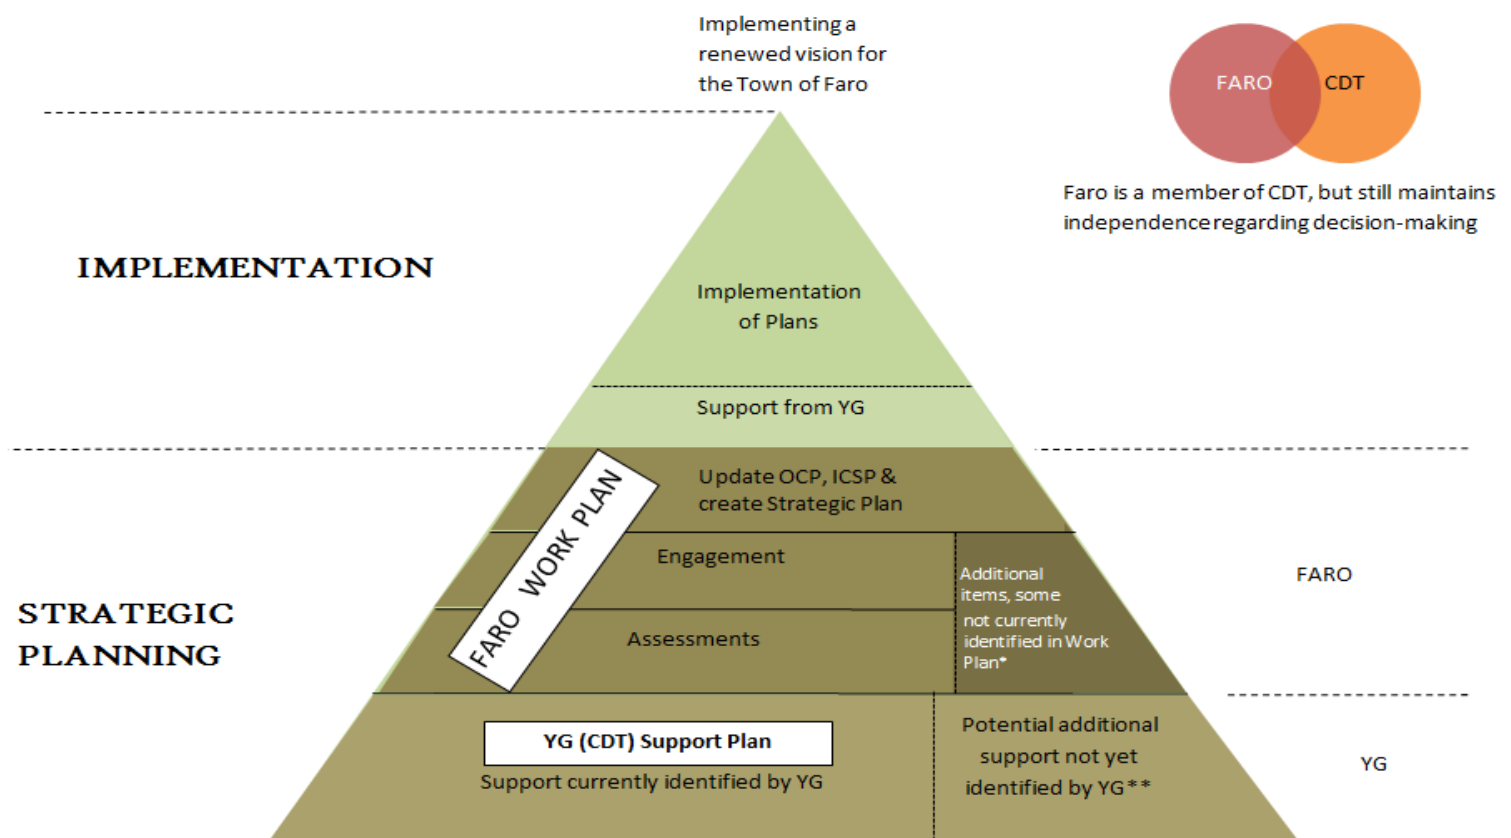 Implementing a
renewed vision for
the Town of Faro
FARO
CDT
Faro is a member of CDT, but still maintains
independence regarding decision-making
IMPLEMENTATION
Implementation
of Plans
Support from YG
STRATEGIC
PLANNING
FARO WORK PLAN
Update OCP, ICSP &
create Strategic Plan
Engagement
Assessments
Additional
items, some
not currently
identified in Work
Plan*
FARO
YG (CDT) Support Plan
Support currently identified by YG
Potential additional
support not yet
identified by YG**
YG